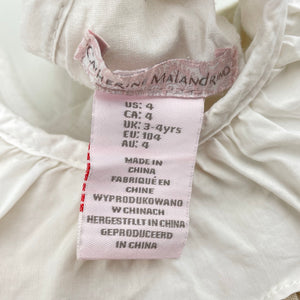 CATHERINE MALANDRINO
US: 4
CA: 4
UK: 3-4yrs
EU: 104
AU: 4
MADE IN
CHINA
FABRIQUÉ EN
CHINE
WYPRODUKOWANO
W CHINACH
HERGESTELLT IN CHINA
GEPRODUCEERD
IN CHINA